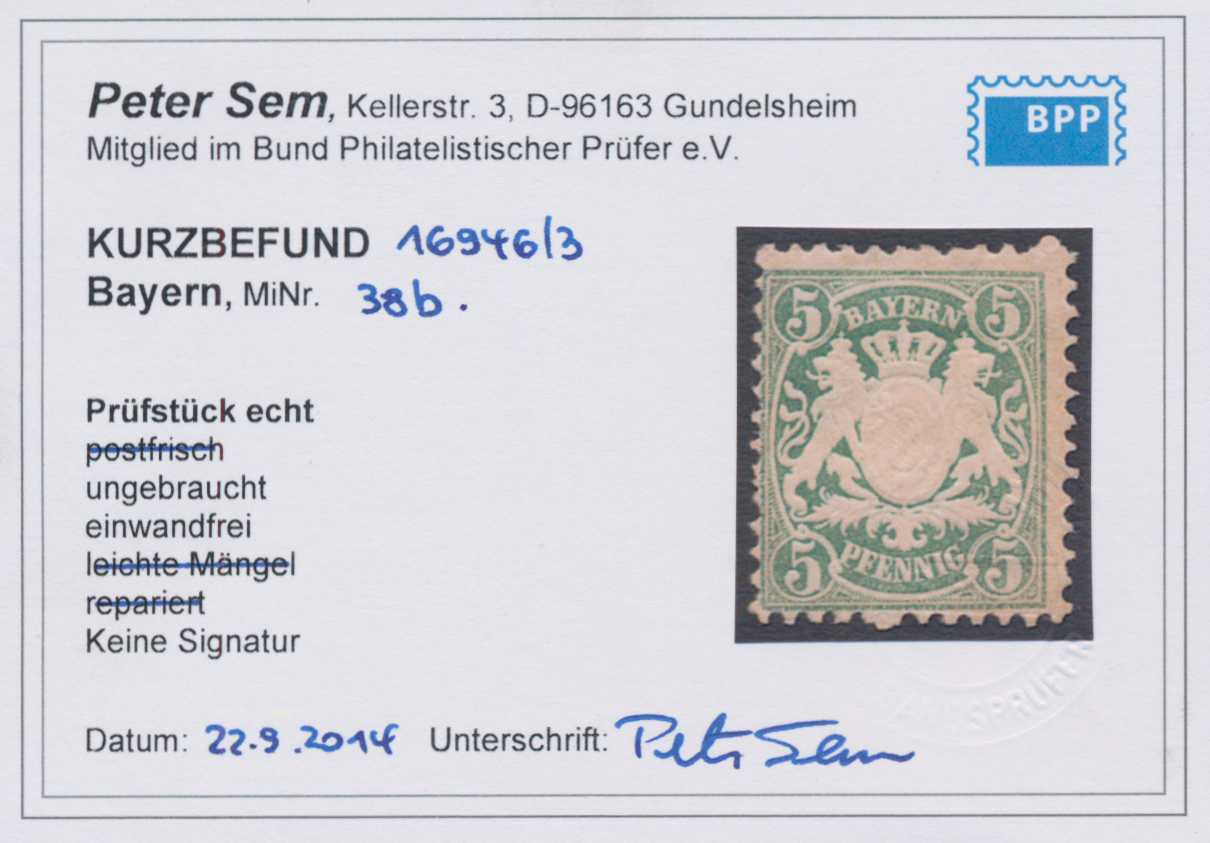 Peter Sem, Kellerstr. 3, D-96163 Gundelsheim
Mitglied im Bund Philatelistischer Prüfer e.V.
BPP
KURZBEFUND 16946/3
Bayern, MiNr. 38b.
Prüfstück echt
postfrisch
ungebraucht
einwandfrei
leichte Mängel
repariert
Keine Signatur
5 BAYERN 5
5 PFENNIG 5
Datum: 22.9.2014 Unterschrift: Peter Sem